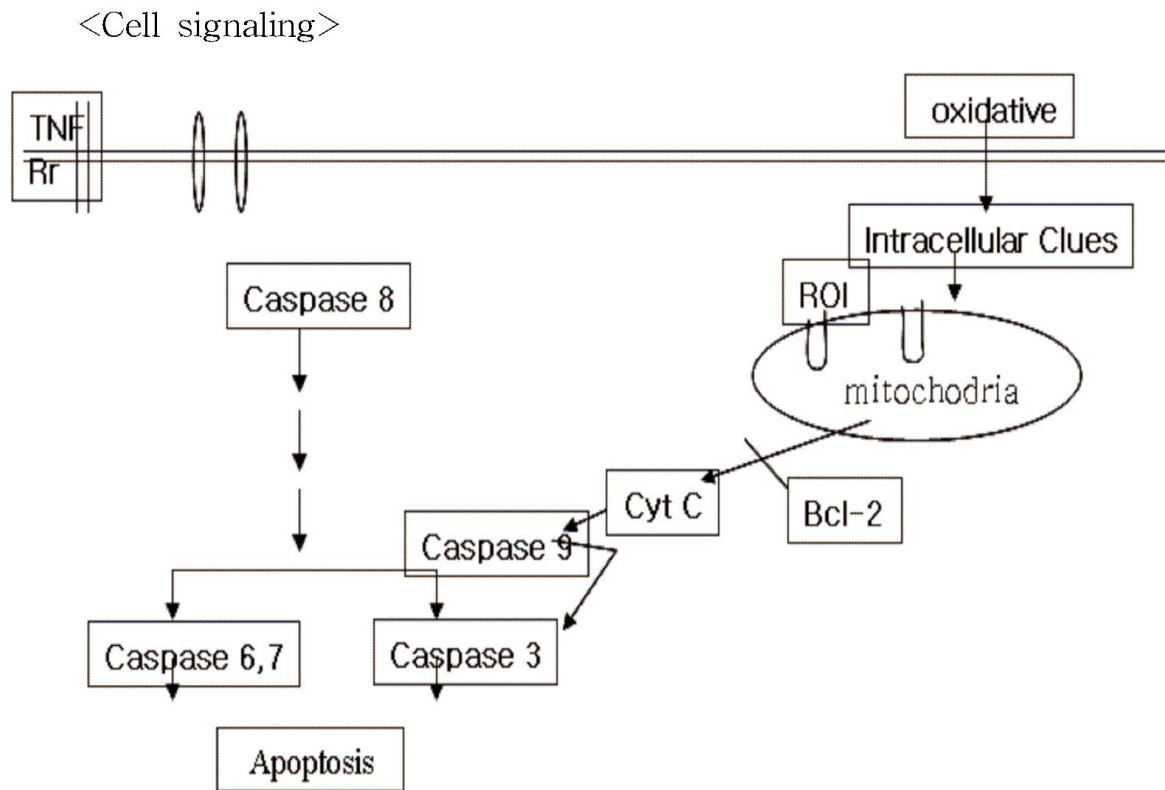 <Cell signaling>
TNF
Rr
oxidative
Intracellular Clues
ROI
Caspase 8
mitochodria
Cyt C
Bcl-2
Caspase 9
Caspase 6,7
Caspase 3
Apoptosis